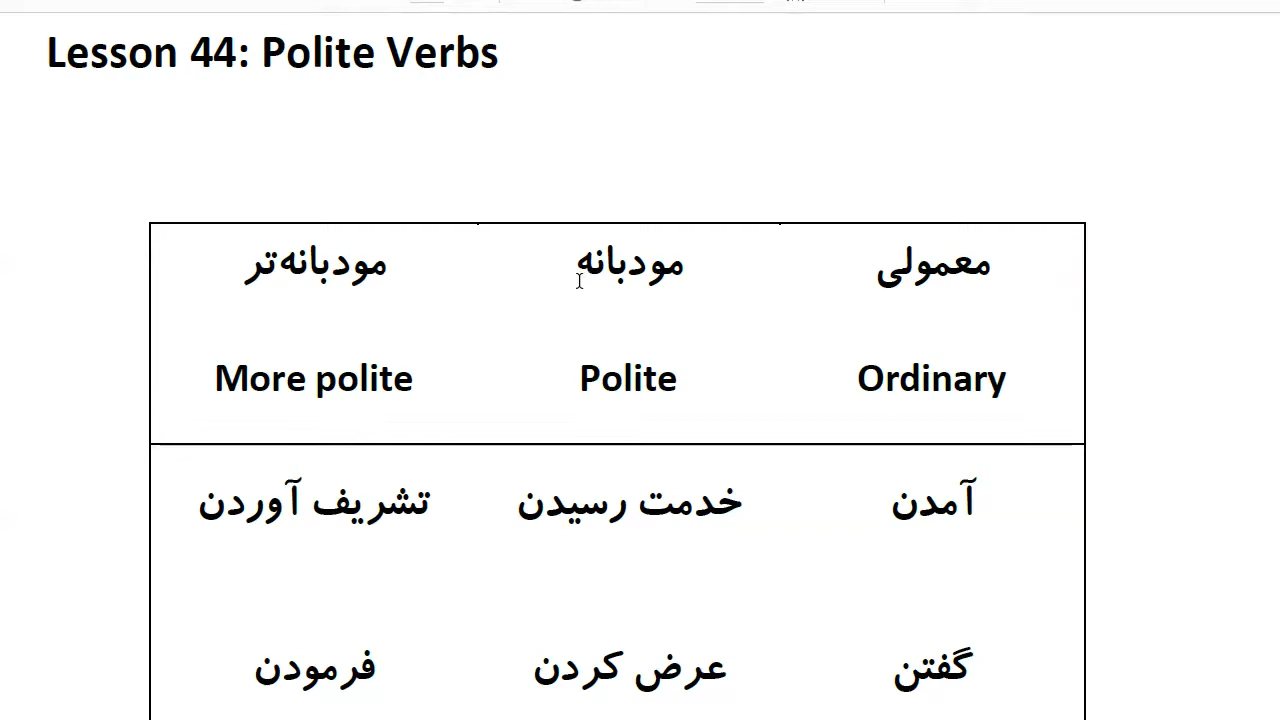 Lesson 44: Polite Verbs
معمولی مودبانه مودبانه‌تر
Ordinary Polite More polite
آمدن خدمت رسیدن تشریف آوردن
گفتن عرض کردن فرمودن